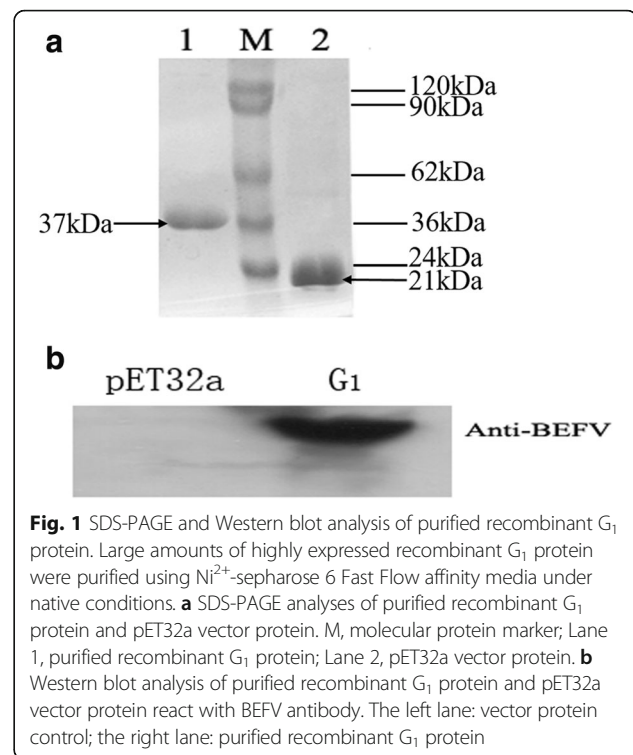 a
1 M 2
120kDa
90kDa
62kDa
37kDa
36kDa
24kDa
21kDa
b
pET32a G1
Anti-BEFV
Fig. 1 SDS-PAGE and Western blot analysis of purified recombinant G₁
protein. Large amounts of highly expressed recombinant G₁ protein
were purified using Ni²⁺-sepharose 6 Fast Flow affinity media under
native conditions. a SDS-PAGE analyses of purified recombinant G₁
protein and pET32a vector protein. M, molecular protein marker; Lane
1, purified recombinant G₁ protein; Lane 2, pET32a vector protein. b
Western blot analysis of purified recombinant G₁ protein and pET32a
vector protein react with BEFV antibody. The left lane: vector protein
control; the right lane: purified recombinant G₁ protein